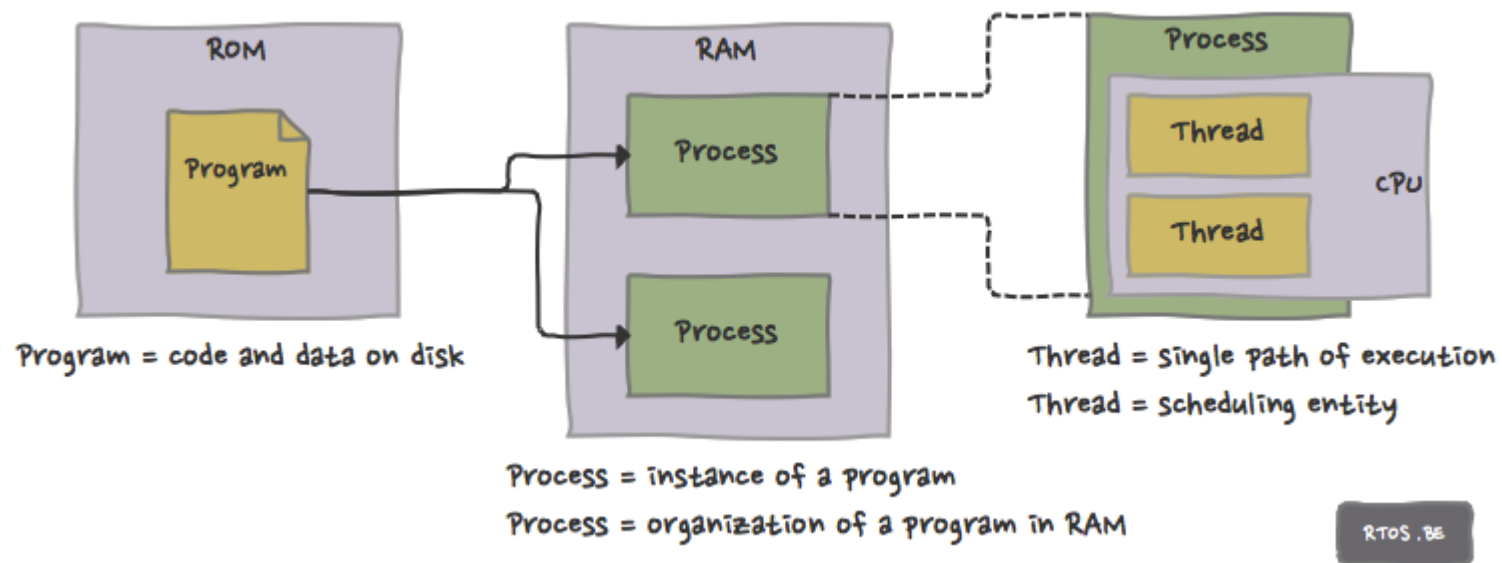 ROM
Program
Program = code and data on disk
RAM
Process
Process
Process = instance of a program
Process = organization of a program in RAM
Process
Thread
Thread
CPU
Thread = single path of execution
Thread = scheduling entity
RTOS.BE